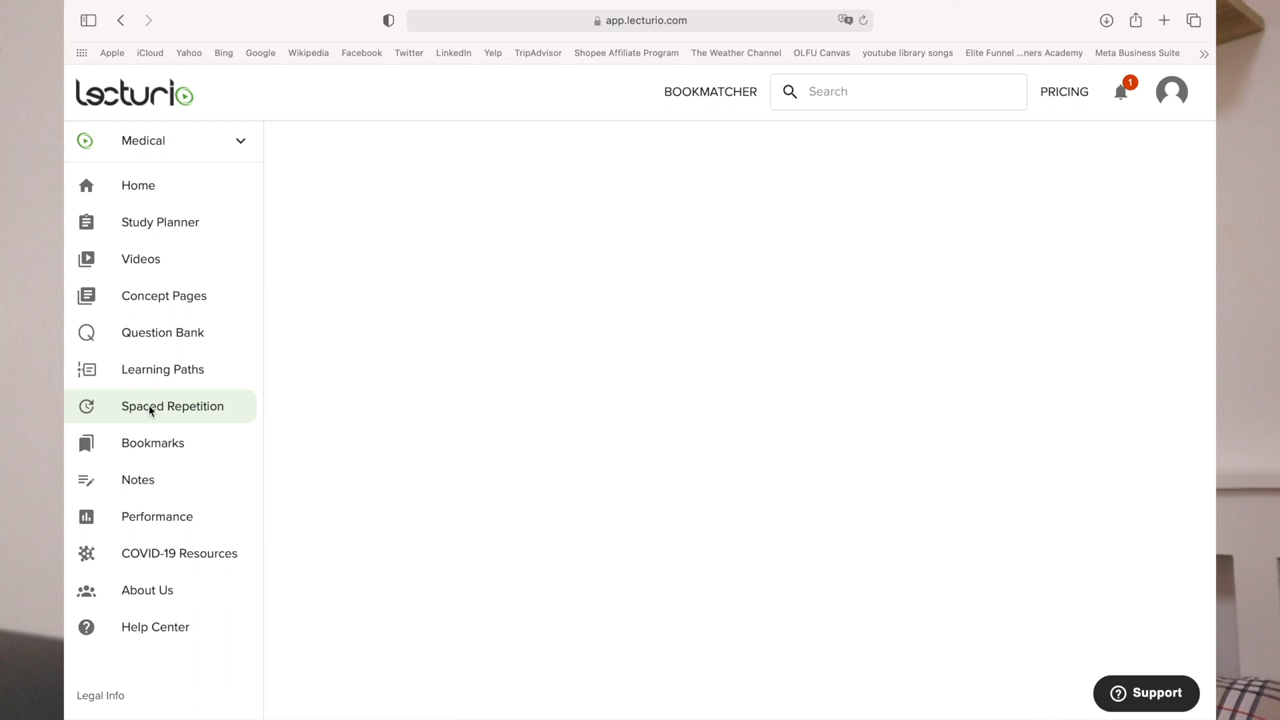 app.lecturio.com
Apple iCloud Yahoo Bing Google Wikipedia Facebook Twitter LinkedIn Yelp TripAdvisor Shopee Affiliate Program The Weather Channel OLFU Canvas youtube library songs Elite Funnel ...ners Academy Meta Business Suite
lecturio BOOKMATCHER Search PRICING 1
Medical
Home
Study Planner
Videos
Concept Pages
Question Bank
Learning Paths
Spaced Repetition
Bookmarks
Notes
Performance
COVID-19 Resources
About Us
Help Center
Legal Info
Support